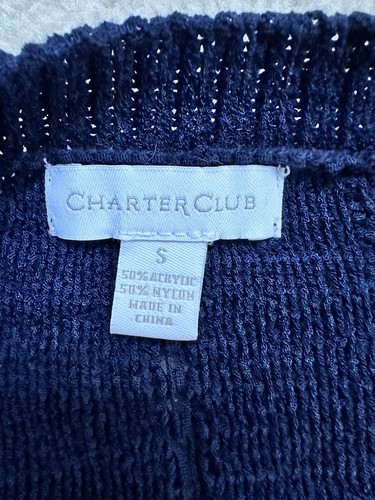 CHARTER CLUB
S
50% ACRYLIC
50% NYLON
MADE IN
CHINA